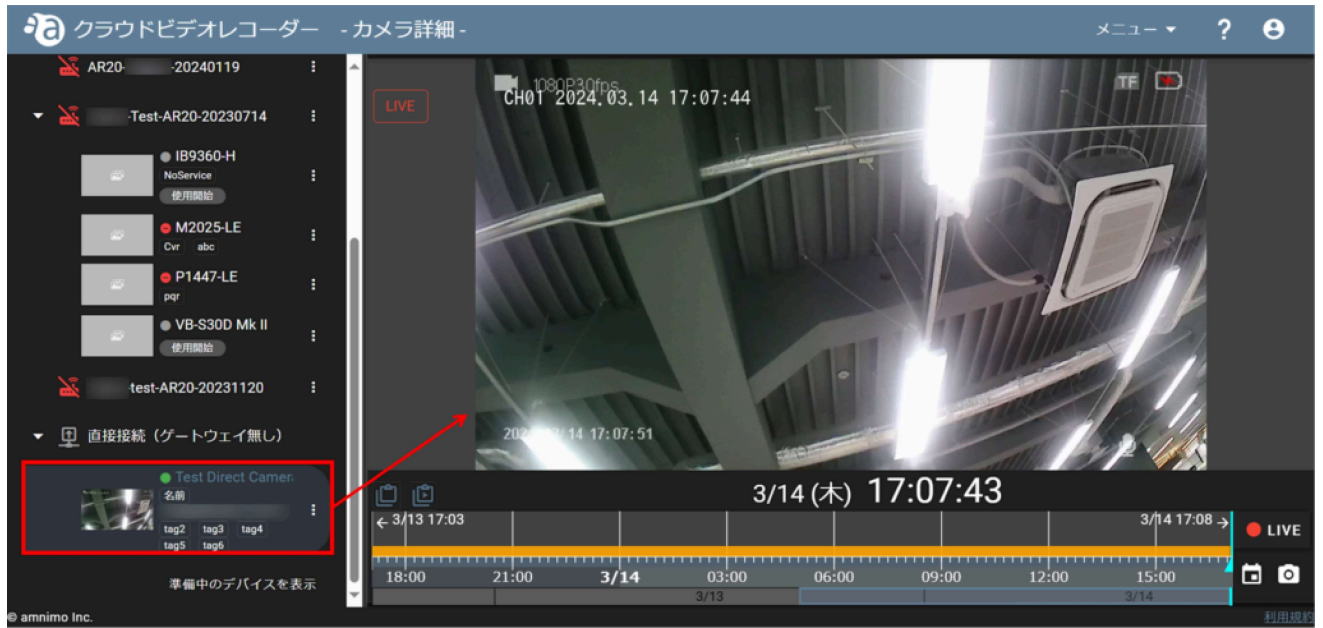 クラウドビデオレコーダー - カメラ詳細 -
メニュー
?
AR20- -20240119
-Test-AR20-20230714
IB9360-H
NoService
使用開始
M2025-LE
Cvr abc
P1447-LE
pqr
VB-S30D Mk II
使用開始
-test-AR20-20231120
直接接続（ゲートウェイ無し）
Test Direct Camer
名前
tag2 tag3 tag4
tag5 tag6
準備中のデバイスを表示
LIVE
1080P30fps
TF
CH01 2024.03.14 17:07:44
14 17:07:51
3/14 (木) 17:07:43
← 3/13 17:03
3/14 17:08 →
LIVE
18:00 21:00 3/14 03:00 06:00 09:00 12:00 15:00
3/13 3/14
© amnimo Inc.
利用規約